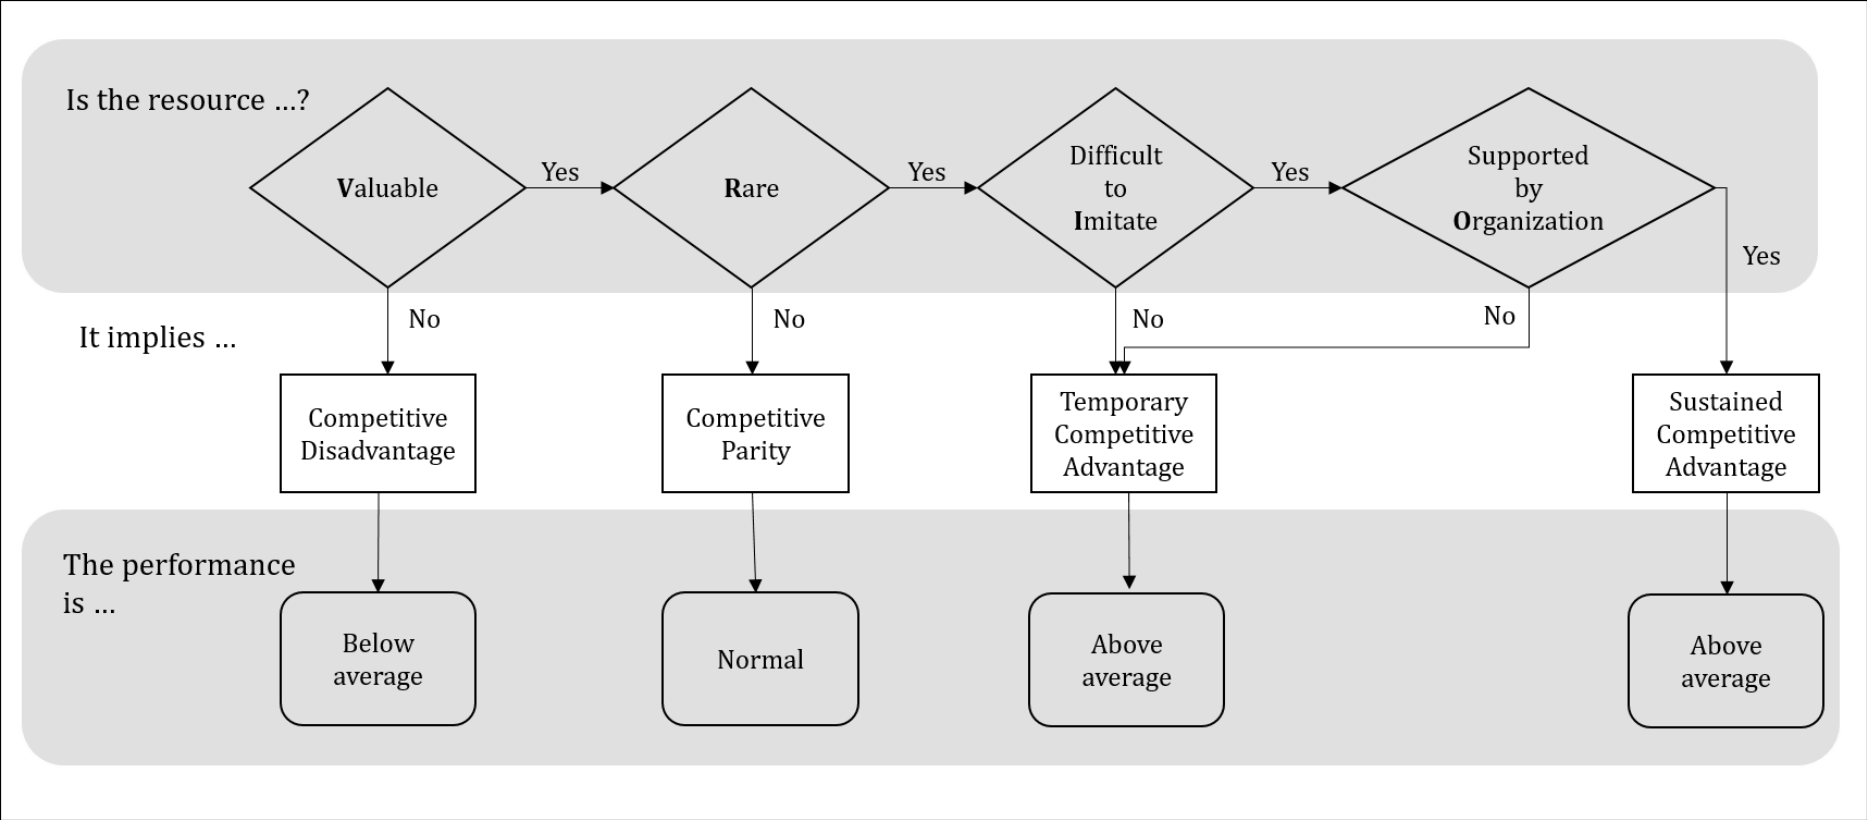 Is the resource ...?
Valuable
Yes
Rare
Yes
Difficult
to
Imitate
Yes
Supported
by
Organization
Yes
It implies ...
No
No
No
No
Competitive
Disadvantage
Competitive
Parity
Temporary
Competitive
Advantage
Sustained
Competitive
Advantage
The performance
is ...
Below
average
Normal
Above
average
Above
average